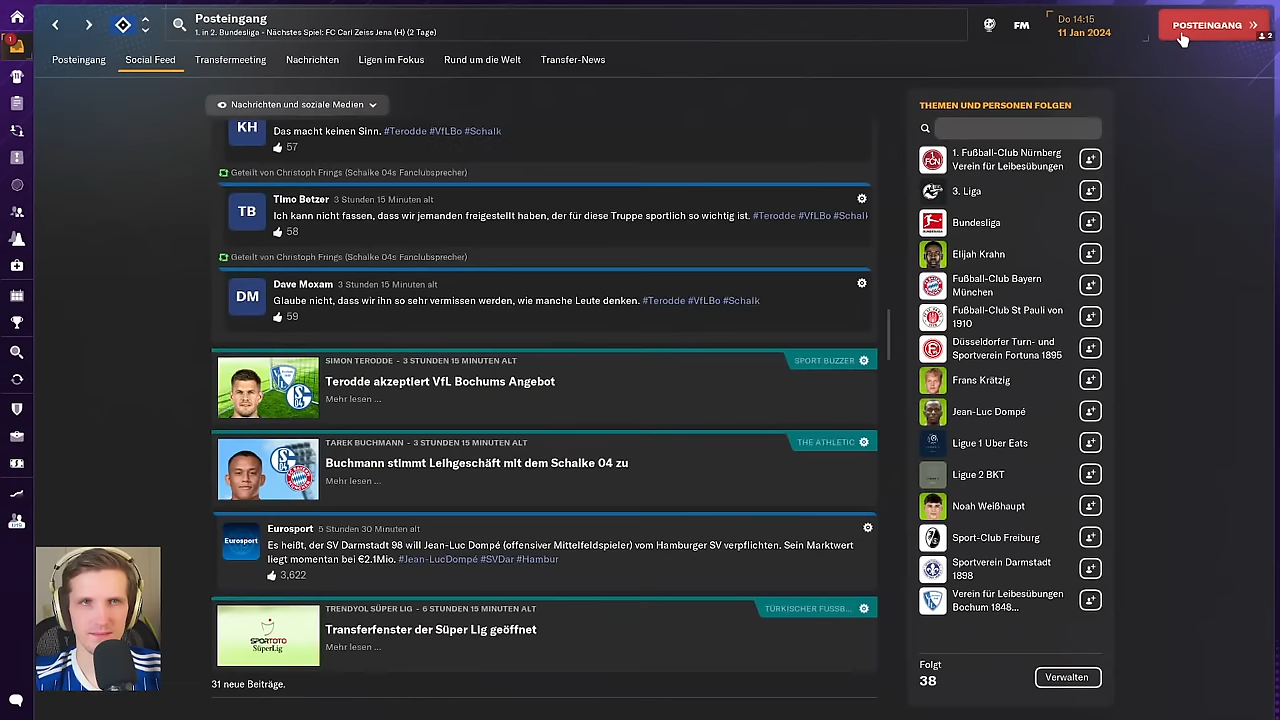 Posteingang
1. in 2. Bundesliga - Nächstes Spiel: FC Carl Zeiss Jena (H) (2 Tage)
FM
Do 14:15
11 Jan 2024
POSTEINGANG
2
1
Posteingang
Social Feed
Transfermeeting
Nachrichten
Ligen im Fokus
Rund um die Welt
Transfer-News
Nachrichten und soziale Medien
KH
Das macht keinen Sinn. #Terodde #VfLBo #Schalk
57
Geteilt von Christoph Frings (Schalke 04s Fanclubsprecher)
TB
Timo Betzer 3 Stunden 15 Minuten alt
Ich kann nicht fassen, dass wir jemanden freigestellt haben, der für diese Truppe sportlich so wichtig ist. #Terodde #VfLBo #Schalk
58
Geteilt von Christoph Frings (Schalke 04s Fanclubsprecher)
DM
Dave Moxam 3 Stunden 15 Minuten alt
Glaube nicht, dass wir ihn so sehr vermissen werden, wie manche Leute denken. #Terodde #VfLBo #Schalk
59
SIMON TERODDE - 3 STUNDEN 15 MINUTEN ALT
SPORT BUZZER
Terodde akzeptiert VfL Bochums Angebot
Mehr lesen ...
TAREK BUCHMANN - 3 STUNDEN 15 MINUTEN ALT
THE ATHLETIC
Buchmann stimmt Leihgeschäft mit dem Schalke 04 zu
Mehr lesen ...
Eurosport
Eurosport 5 Stunden 30 Minuten alt
Es heißt, der SV Darmstadt 98 will Jean-Luc Dompé (offensiver Mittelfeldspieler) vom Hamburger SV verpflichten. Sein Marktwert
liegt momentan bei €2.1Mio. #Jean-LucDompé #SVDar #Hambur
3,622
TRENDYOL SÜPER LIG - 6 STUNDEN 15 MINUTEN ALT
TÜRKISCHER FUSSB...
SPORTOTO
SüperLig
Transferfenster der Süper Lig geöffnet
Mehr lesen ...
31 neue Beiträge.
THEMEN UND PERSONEN FOLGEN
1. Fußball-Club Nürnberg
Verein für Leibesübungen
3. Liga
Bundesliga
Elijah Krahn
Fußball-Club Bayern
München
Fußball-Club St Pauli von
1910
Düsseldorfer Turn- und
Sportverein Fortuna 1895
Frans Krätzig
Jean-Luc Dompé
Ligue 1 Uber Eats
Ligue 2 BKT
Noah Weißhaupt
Sport-Club Freiburg
Sportverein Darmstadt
1898
Verein für Leibesübungen
Bochum 1848...
Folgt
38
Verwalten